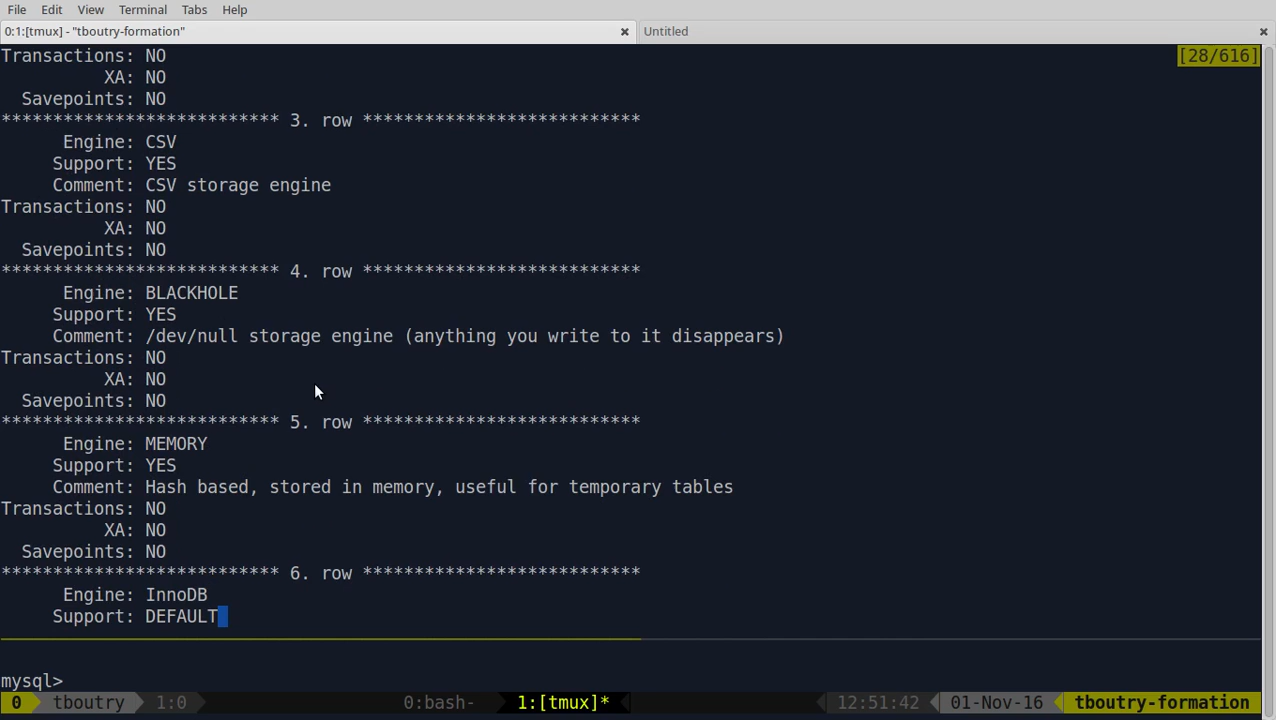 File Edit View Terminal Tabs Help
0:1:[tmux] - "tboutry-formation" Untitled
Transactions: NO [28/616]
XA: NO
Savepoints: NO
*************************** 3. row ***************************
Engine: CSV
Support: YES
Comment: CSV storage engine
Transactions: NO
XA: NO
Savepoints: NO
*************************** 4. row ***************************
Engine: BLACKHOLE
Support: YES
Comment: /dev/null storage engine (anything you write to it disappears)
Transactions: NO
XA: NO
Savepoints: NO
*************************** 5. row ***************************
Engine: MEMORY
Support: YES
Comment: Hash based, stored in memory, useful for temporary tables
Transactions: NO
XA: NO
Savepoints: NO
*************************** 6. row ***************************
Engine: InnoDB
Support: DEFAULT
mysql>
0 tboutry 1:0 0:bash- 1:[tmux]* 12:51:42 01-Nov-16 tboutry-formation